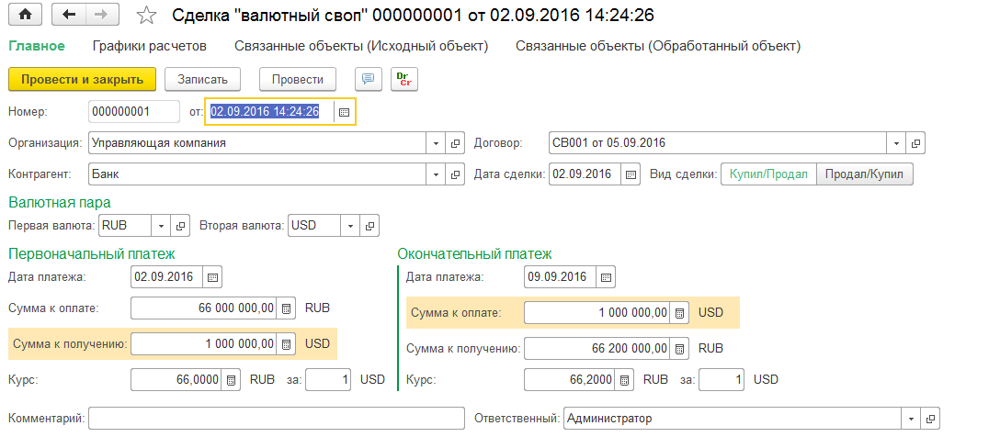 Сделка "валютный своп" 000000001 от 02.09.2016 14:24:26
Главное Графики расчетов Связанные объекты (Исходный объект) Связанные объекты (Обработанный объект)
Провести и закрыть Записать Провести Dr Cr
Номер: 000000001 от: 02.09.2016 14:24:26
Организация: Управляющая компания Договор: СВ001 от 05.09.2016
Контрагент: Банк Дата сделки: 02.09.2016 Вид сделки: Купил/Продал Продал/Купил
Валютная пара
Первая валюта: RUB Вторая валюта: USD
Первоначальный платеж Окончательный платеж
Дата платежа: 02.09.2016 Дата платежа: 09.09.2016
Сумма к оплате: 66 000 000,00 RUB Сумма к оплате: 1 000 000,00 USD
Сумма к получению: 1 000 000,00 USD Сумма к получению: 66 200 000,00 RUB
Курс: 66,0000 RUB за: 1 USD Курс: 66,2000 RUB за: 1 USD
Комментарий: Ответственный: Администратор